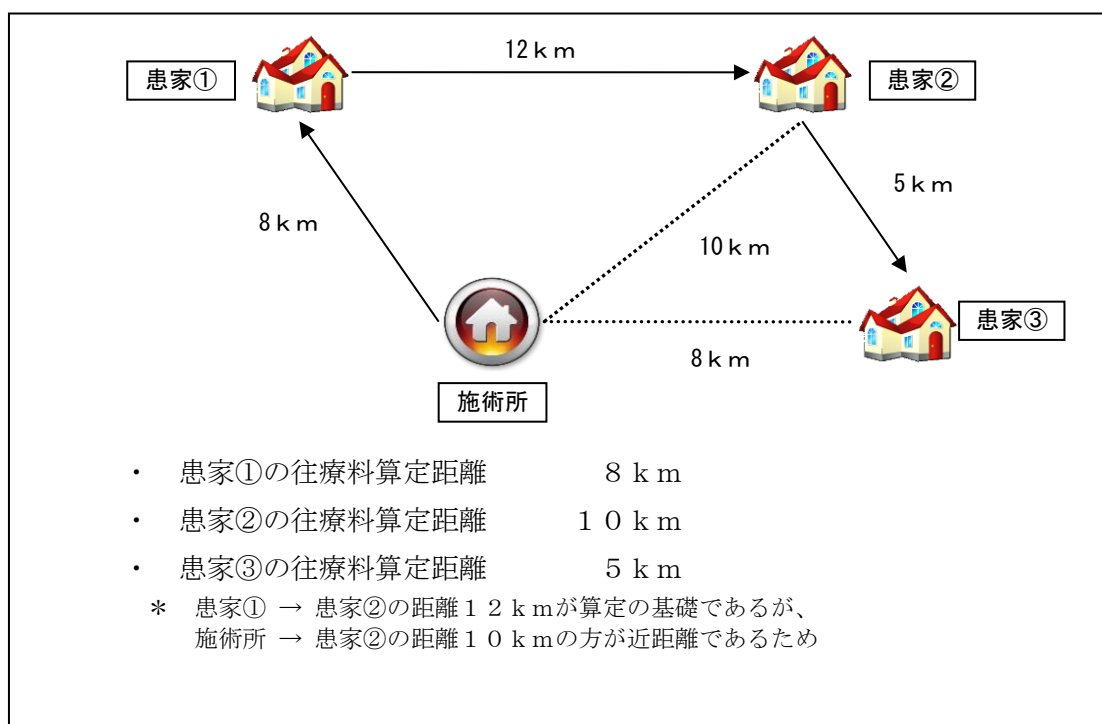 12ｋｍ
患家①
患家②
5ｋｍ
8ｋｍ
10ｋｍ
患家③
8ｋｍ
施術所
・　患家①の往療料算定距離　　　　８ｋｍ
・　患家②の往療料算定距離　　　１０ｋｍ
・　患家③の往療料算定距離　　　　５ｋｍ
＊　患家① → 患家②の距離１２ｋｍが算定の基礎であるが、
施術所 → 患家②の距離１０ｋｍの方が近距離であるため